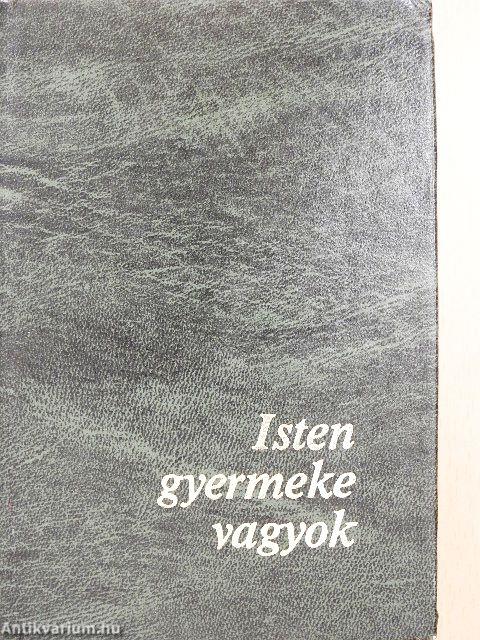 Isten
gyermeke
vagyok
Antikvarium.hu